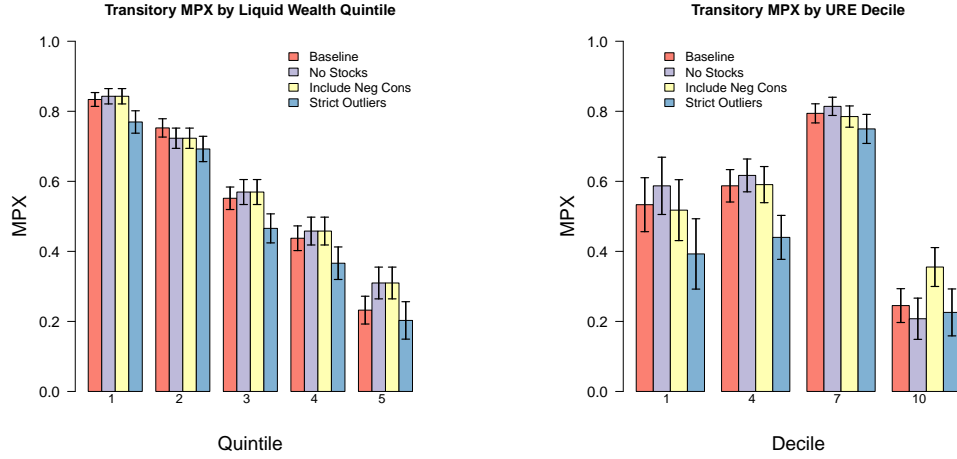 Transitory MPX by Liquid Wealth Quintile
MPX
1.0
0.8
0.6
0.4
0.2
0.0
Baseline
No Stocks
Include Neg Cons
Strict Outliers
1 2 3 4 5
Quintile
Transitory MPX by URE Decile
MPX
1.0
0.8
0.6
0.4
0.2
0.0
Baseline
No Stocks
Include Neg Cons
Strict Outliers
1 4 7 10
Decile